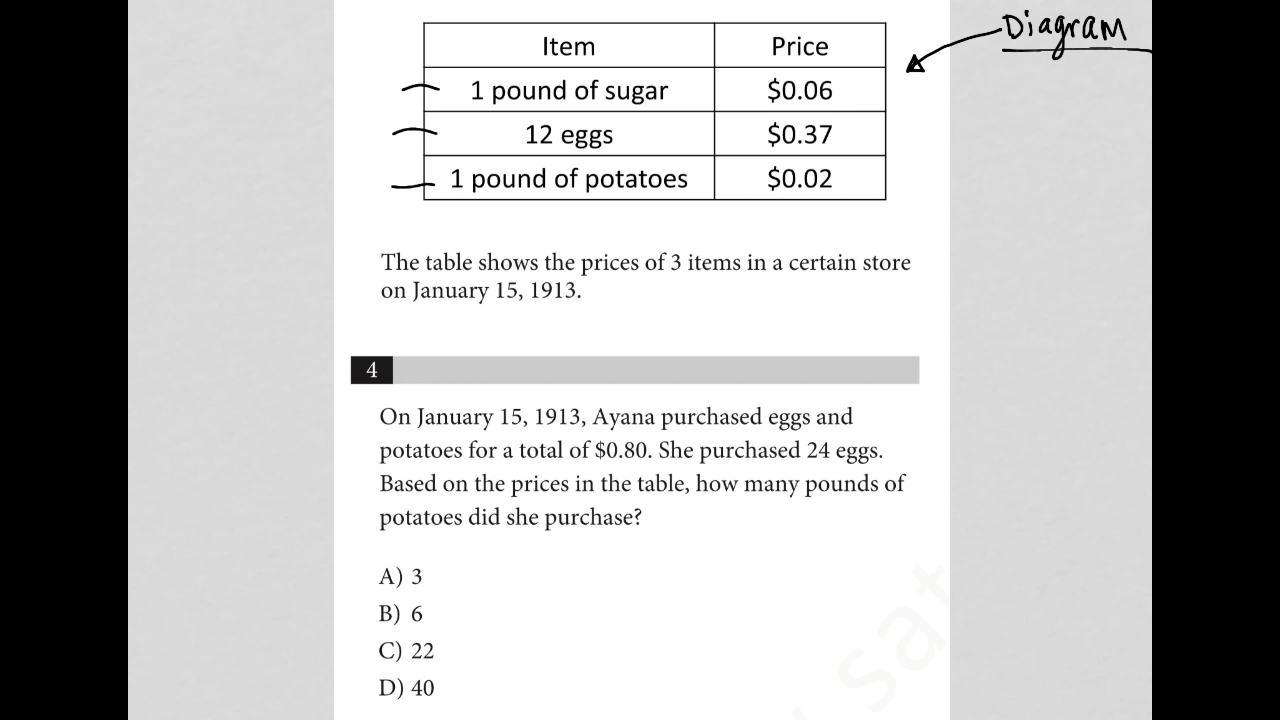 Diagram
Item Price
1 pound of sugar $0.06
12 eggs $0.37
1 pound of potatoes $0.02
The table shows the prices of 3 items in a certain store
on January 15, 1913.
4
On January 15, 1913, Ayana purchased eggs and
potatoes for a total of $0.80. She purchased 24 eggs.
Based on the prices in the table, how many pounds of
potatoes did she purchase?
A) 3
B) 6
C) 22
D) 40
sat